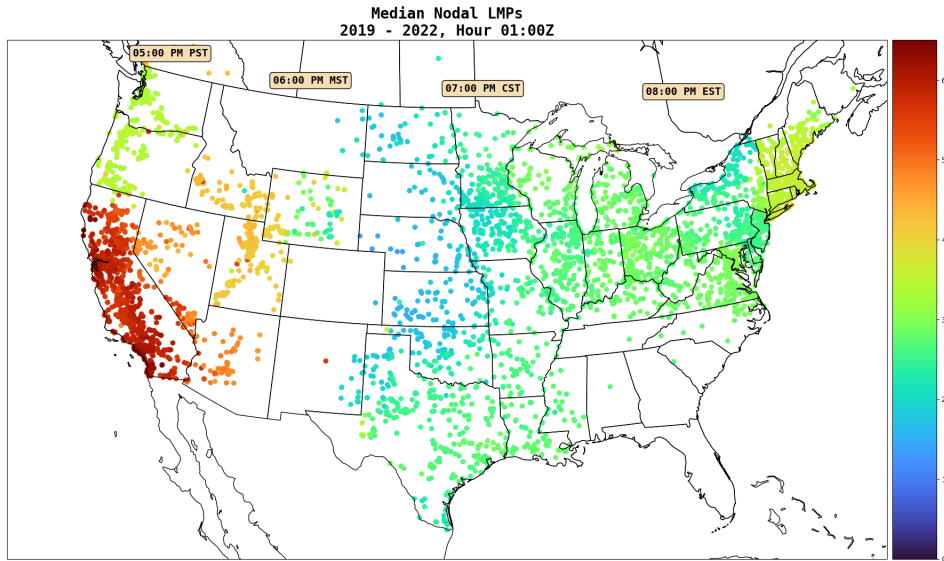 Median Nodal LMPs
2019 - 2022, Hour 01:00Z
05:00 PM PST
06:00 PM MST
07:00 PM CST
08:00 PM EST